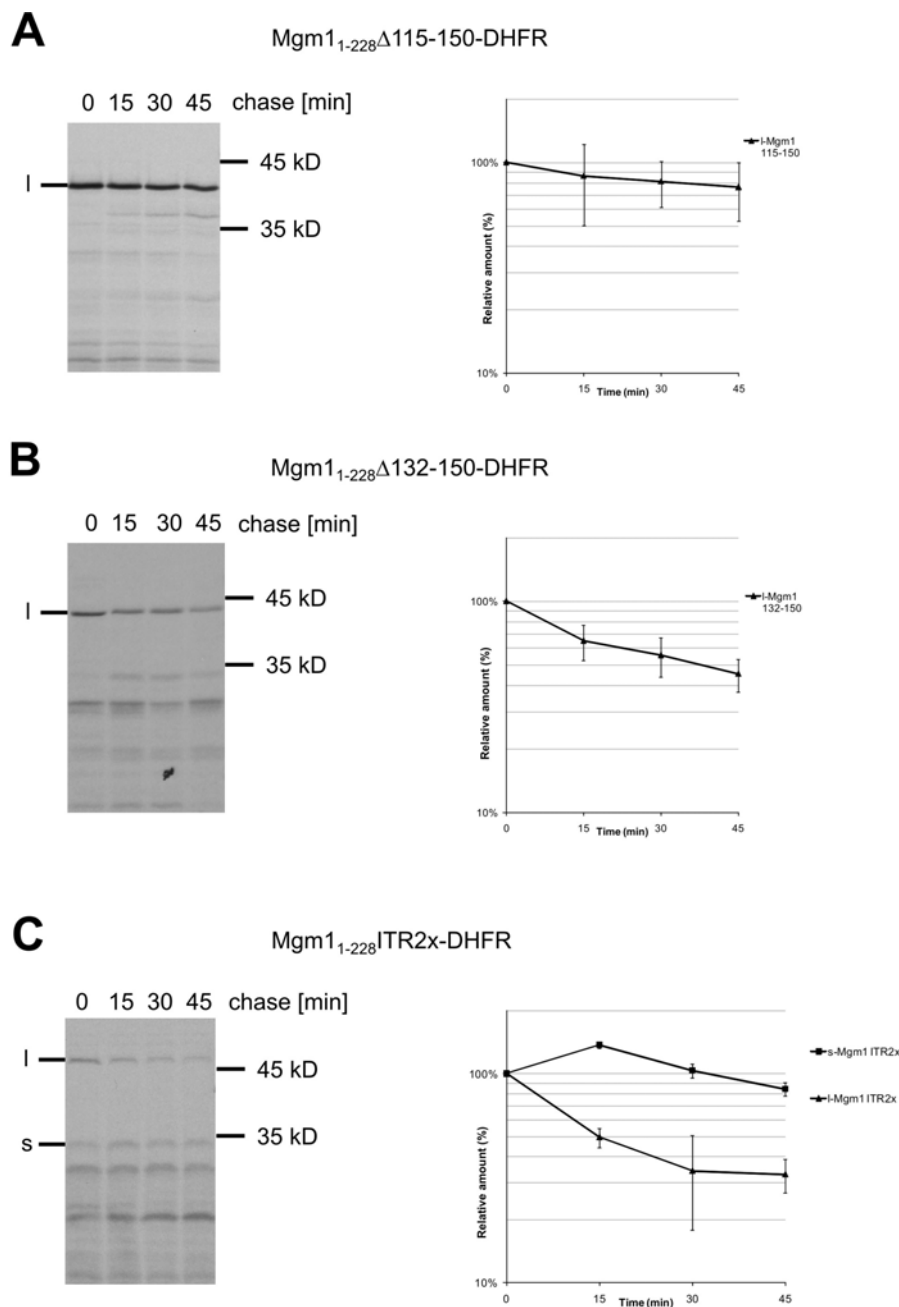 A
Mgm1₁₋₂₂₈Δ115-150-DHFR
0 15 30 45 chase [min]
l
45 kD
35 kD
100%
10%
Relative amount (%)
0 15 30 45
Time (min)
l-Mgm1
115-150
B
Mgm1₁₋₂₂₈Δ132-150-DHFR
0 15 30 45 chase [min]
l
45 kD
35 kD
100%
10%
Relative amount (%)
0 15 30 45
Time (min)
l-Mgm1
132-150
C
Mgm1₁₋₂₂₈ITR2x-DHFR
0 15 30 45 chase [min]
l
s
45 kD
35 kD
100%
10%
Relative amount (%)
0 15 30 45
Time (min)
s-Mgm1 ITR2x
l-Mgm1 ITR2x